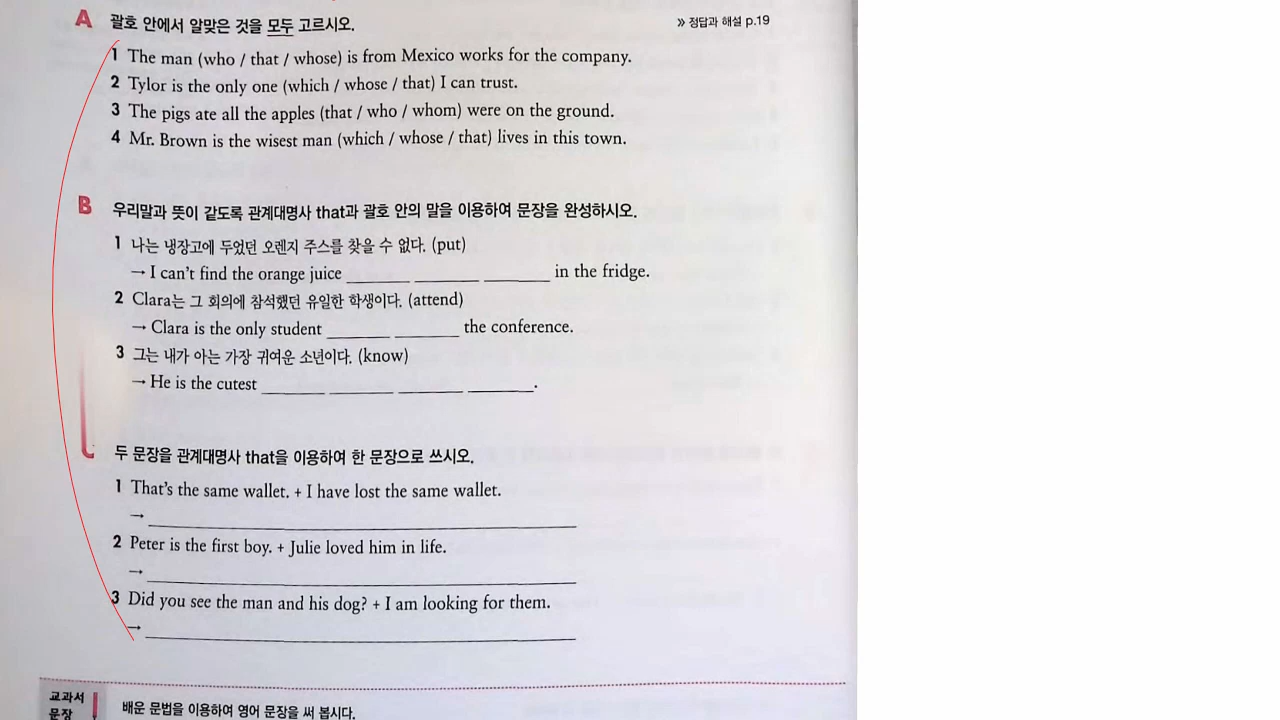 A 괄호 안에서 알맞은 것을 모두 고르시오.
» 정답과 해설 p.19
1 The man (who / that / whose) is from Mexico works for the company.
2 Tylor is the only one (which / whose / that) I can trust.
3 The pigs ate all the apples (that / who / whom) were on the ground.
4 Mr. Brown is the wisest man (which / whose / that) lives in this town.
B 우리말과 뜻이 같도록 관계대명사 that과 괄호 안의 말을 이용하여 문장을 완성하시오.
1 나는 냉장고에 두었던 오렌지 주스를 찾을 수 없다. (put)
→ I can't find the orange juice ______ ______ ______ in the fridge.
2 Clara는 그 회의에 참석했던 유일한 학생이다. (attend)
→ Clara is the only student ______ ______ the conference.
3 그는 내가 아는 가장 귀여운 소년이다. (know)
→ He is the cutest ______ ______ ______ ______.
두 문장을 관계대명사 that을 이용하여 한 문장으로 쓰시오.
1 That's the same wallet. + I have lost the same wallet.
→ ____________
2 Peter is the first boy. + Julie loved him in life.
→ ____________
3 Did you see the man and his dog? + I am looking for them.
→ ____________
교과서
문장
배운 문법을 이용하여 영어 문장을 써 봅시다.